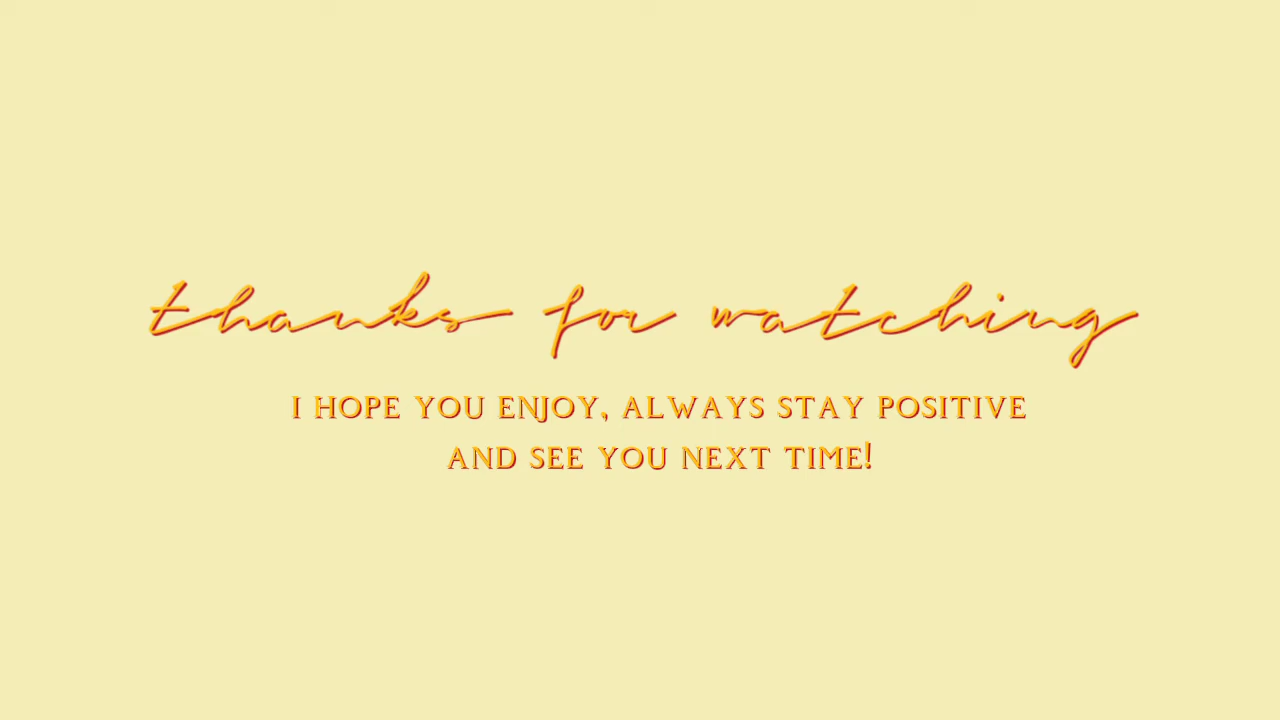 thanks for watching
I HOPE YOU ENJOY, ALWAYS STAY POSITIVE
AND SEE YOU NEXT TIME!